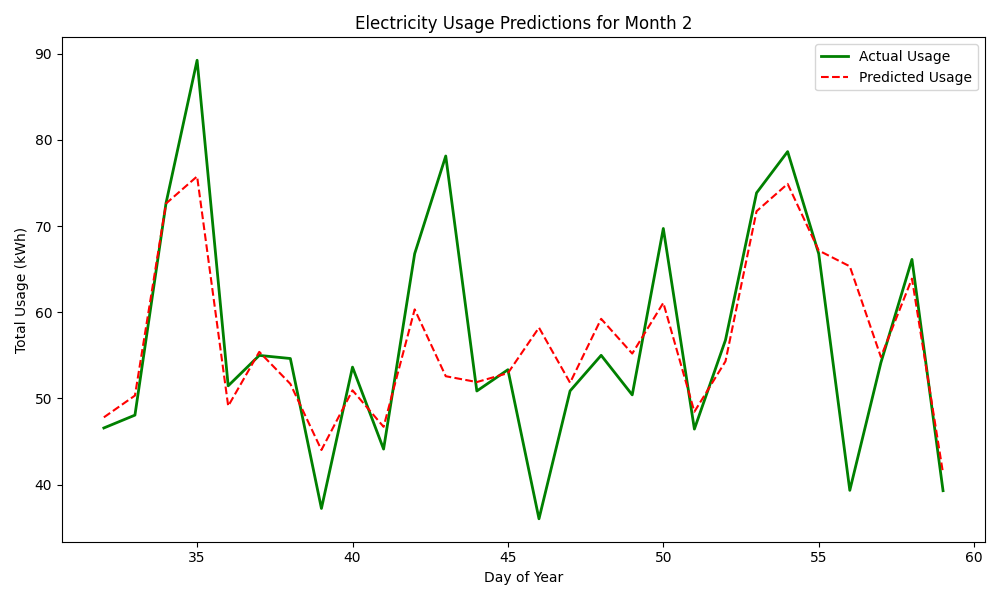 Electricity Usage Predictions for Month 2
Actual Usage
Predicted Usage
Total Usage (kWh)
90
80
70
60
50
40
35
40
45
50
55
60
Day of Year